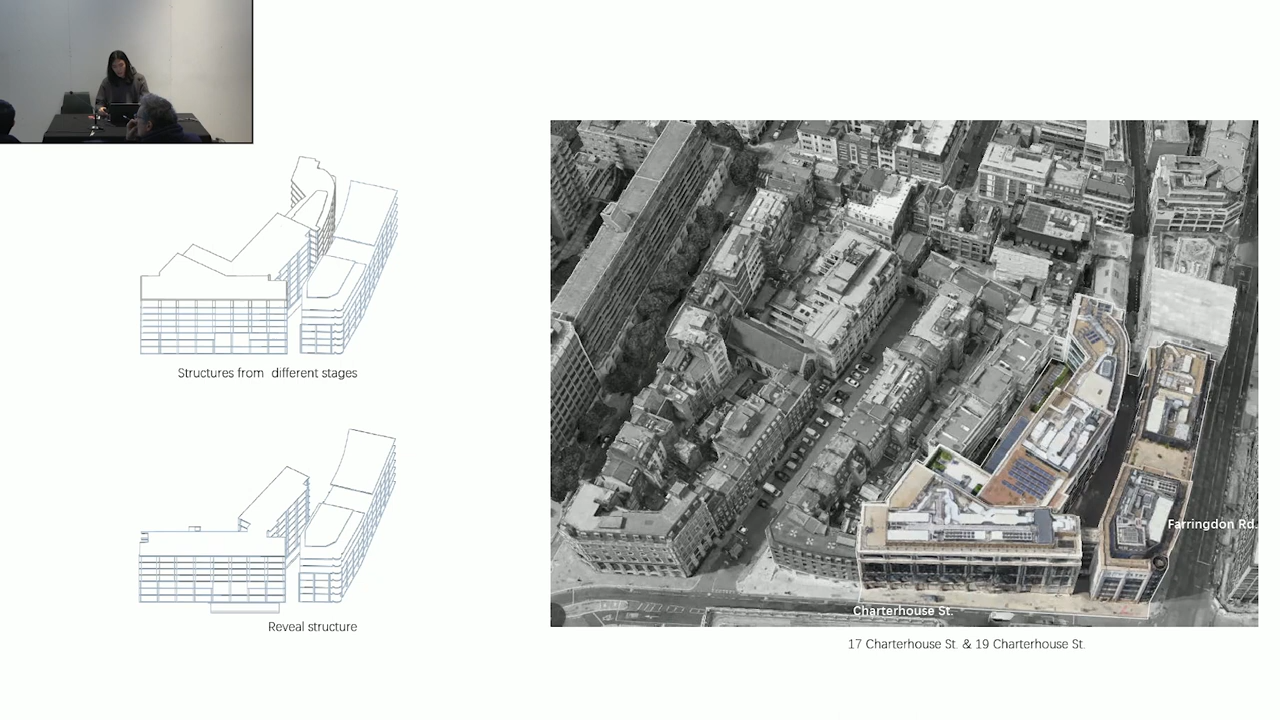 Structures from different stages
Reveal structure
Farringdon Rd.
Charterhouse St.
17 Charterhouse St. & 19 Charterhouse St.